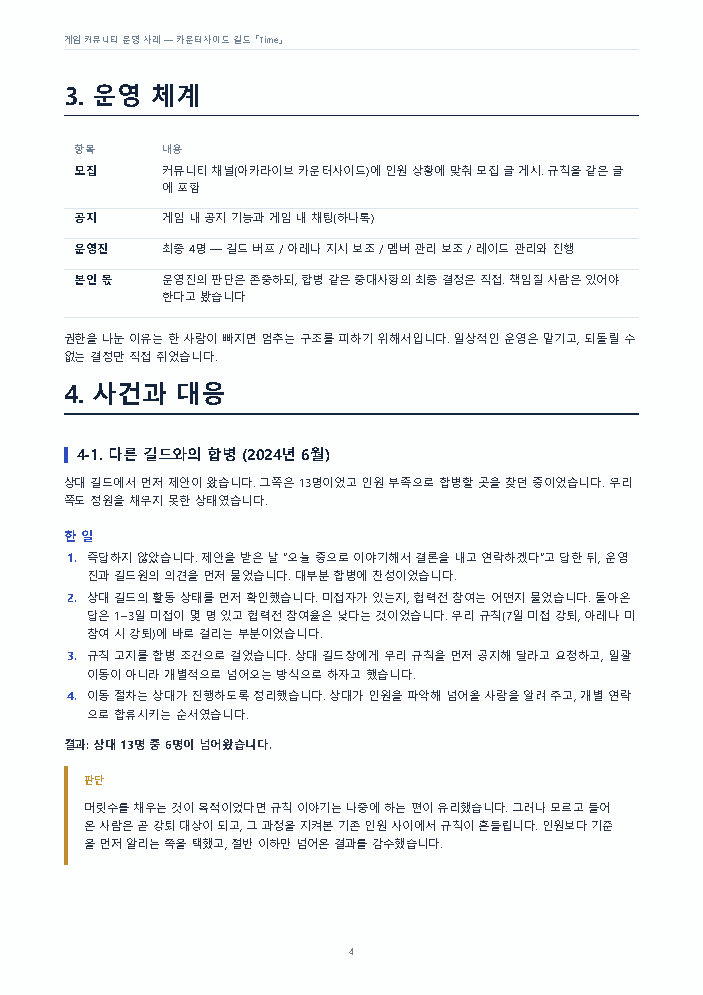 게임 커뮤니티 운영 사례 — 카운터사이드 길드 「Time」
3. 운영 체계
항목 내용
모집 커뮤니티 채널(아카라이브 카운터사이드)에 인원 상황에 맞춰 모집 글 게시. 규칙을 같은 글
에 포함
공지 게임 내 공지 기능과 게임 내 채팅(하나톡)
운영진 최종 4명 — 길드 버프 / 아레나 지시 보조 / 멤버 관리 보조 / 레이드 관리와 진행
본인 몫 운영진의 판단은 존중하되, 합병 같은 중대사항의 최종 결정은 직접. 책임질 사람은 있어야
한다고 봤습니다
권한을 나눈 이유는 한 사람이 빠지면 멈추는 구조를 피하기 위해서입니다. 일상적인 운영은 맡기고, 되돌릴 수
없는 결정만 직접 쥐었습니다.
4. 사건과 대응
4-1. 다른 길드와의 합병 (2024년 6월)
상대 길드에서 먼저 제안이 왔습니다. 그쪽은 13명이었고 인원 부족으로 합병할 곳을 찾던 중이었습니다. 우리
쪽도 정원을 채우지 못한 상태였습니다.
한 일
1. 즉답하지 않았습니다. 제안을 받은 날 "오늘 중으로 이야기해서 결론을 내고 연락하겠다"고 답한 뒤, 운영
진과 길드원의 의견을 먼저 물었습니다. 대부분 합병에 찬성이었습니다.
2. 상대 길드의 활동 상태를 먼저 확인했습니다. 미접자가 있는지, 협력전 참여는 어떤지 물었습니다. 돌아온
답은 1–3일 미접이 몇 명 있고 협력전 참여율은 낮다는 것이었습니다. 우리 규칙(7일 미접 강퇴, 아레나 미
참여 시 강퇴)에 바로 걸리는 부분이었습니다.
3. 규칙 고지를 합병 조건으로 걸었습니다. 상대 길드장에게 우리 규칙을 먼저 공지해 달라고 요청하고, 일괄
이동이 아니라 개별적으로 넘어오는 방식으로 하자고 했습니다.
4. 이동 절차는 상대가 진행하도록 정리했습니다. 상대가 인원을 파악해 넘어올 사람을 알려 주고, 개별 연락
으로 합류시키는 순서였습니다.
결과: 상대 13명 중 6명이 넘어왔습니다.
판단
머릿수를 채우는 것이 목적이었다면 규칙 이야기는 나중에 하는 편이 유리했습니다. 그러나 모르고 들어
온 사람은 곧 강퇴 대상이 되고, 그 과정을 지켜본 기존 인원 사이에서 규칙이 흔들립니다. 인원보다 기준
을 먼저 알리는 쪽을 택했고, 절반 이하만 넘어온 결과를 감수했습니다.
4